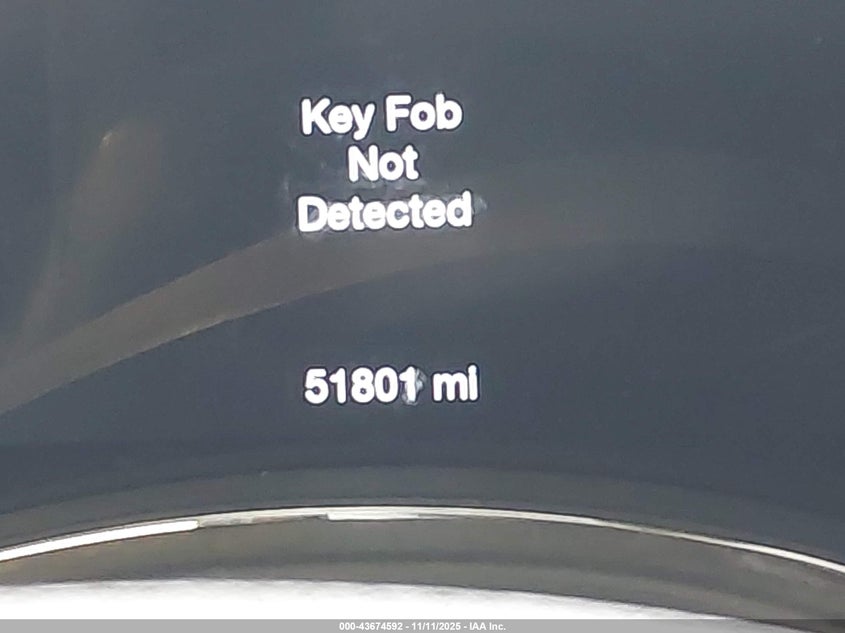 Key Fob
Not
Detected
51801 mi
000-43674592 - 11/11/2025 - IAA Inc.